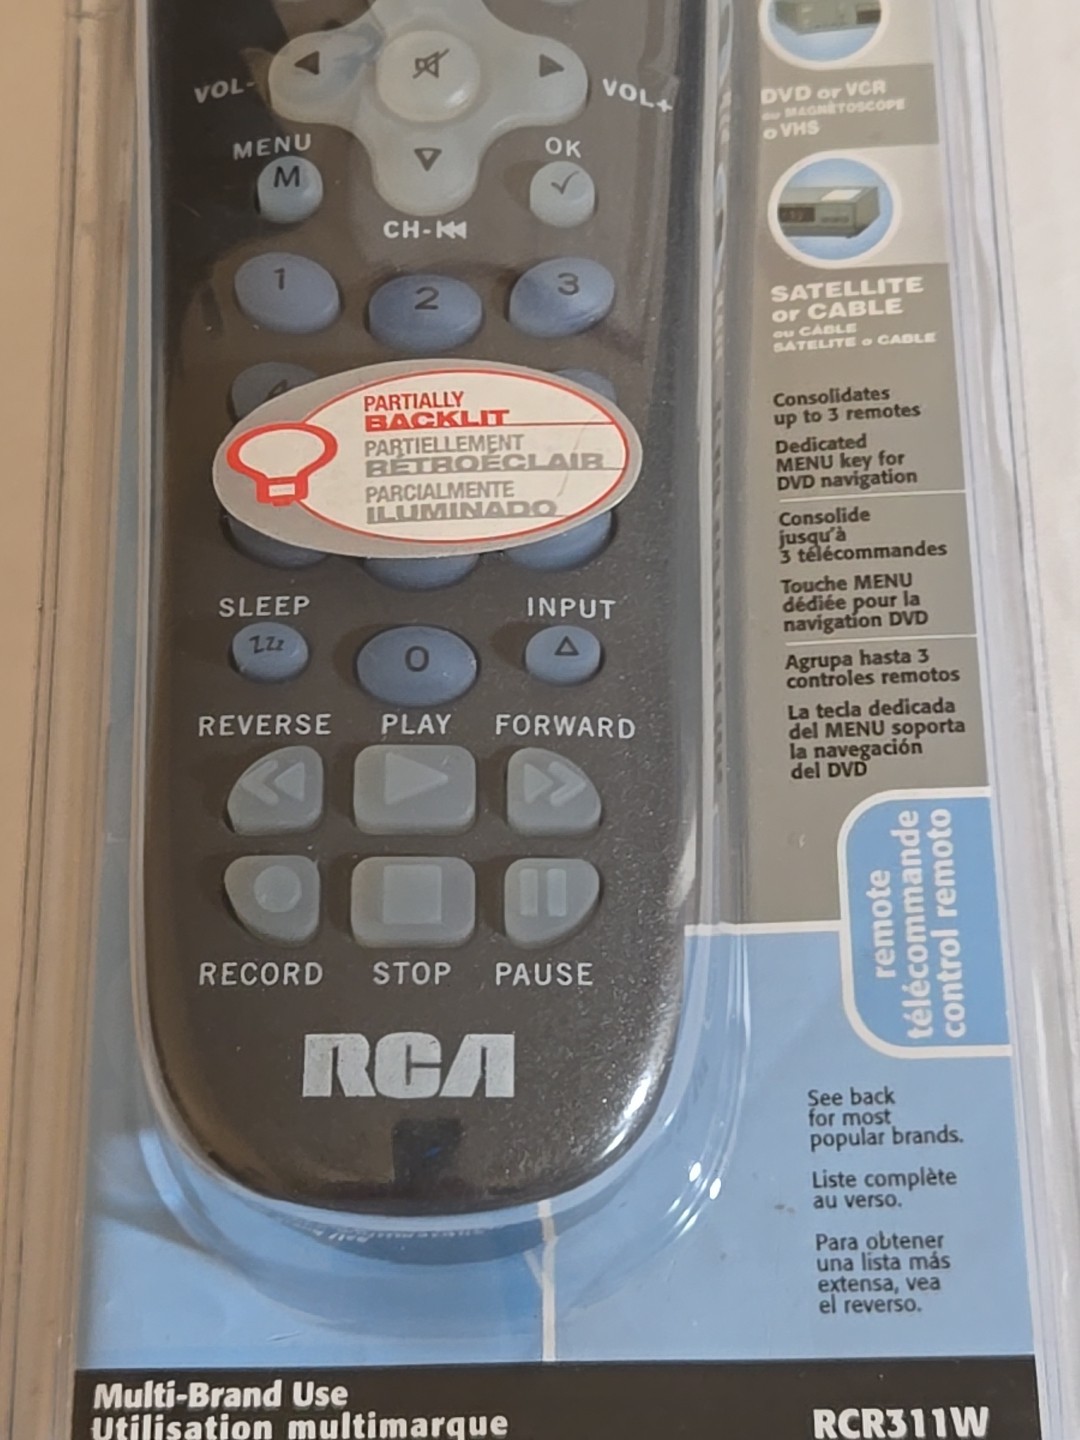 VOL-
VOL+
MENU
OK
M
CH-
1
2
3
4
PARTIALLY
BACKLIT
PARTIELLEMENT
RÉTROÉCLAIR
PARCIALMENTE
ILUMINADO
SLEEP
INPUT
Zzz
0
REVERSE PLAY FORWARD
RECORD STOP PAUSE
RCA
DVD or VCR
ou MAGNÉTOSCOPE
o VHS
SATELLITE
or CABLE
ou CÂBLE
SATELITE o CABLE
Consolidates
up to 3 remotes
Dedicated
MENU key for
DVD navigation
Consolide
jusqu'à
3 télécommandes
Touche MENU
dédiée pour la
navigation DVD
Agrupa hasta 3
controles remotos
La tecla dedicada
del MENU soporta
la navegación
del DVD
remote
télécommande
control remoto
See back
for most
popular brands.
Liste complète
au verso.
Para obtener
una lista más
extensa, vea
el reverso.
Multi-Brand Use
Utilisation multimarque
RCR311W